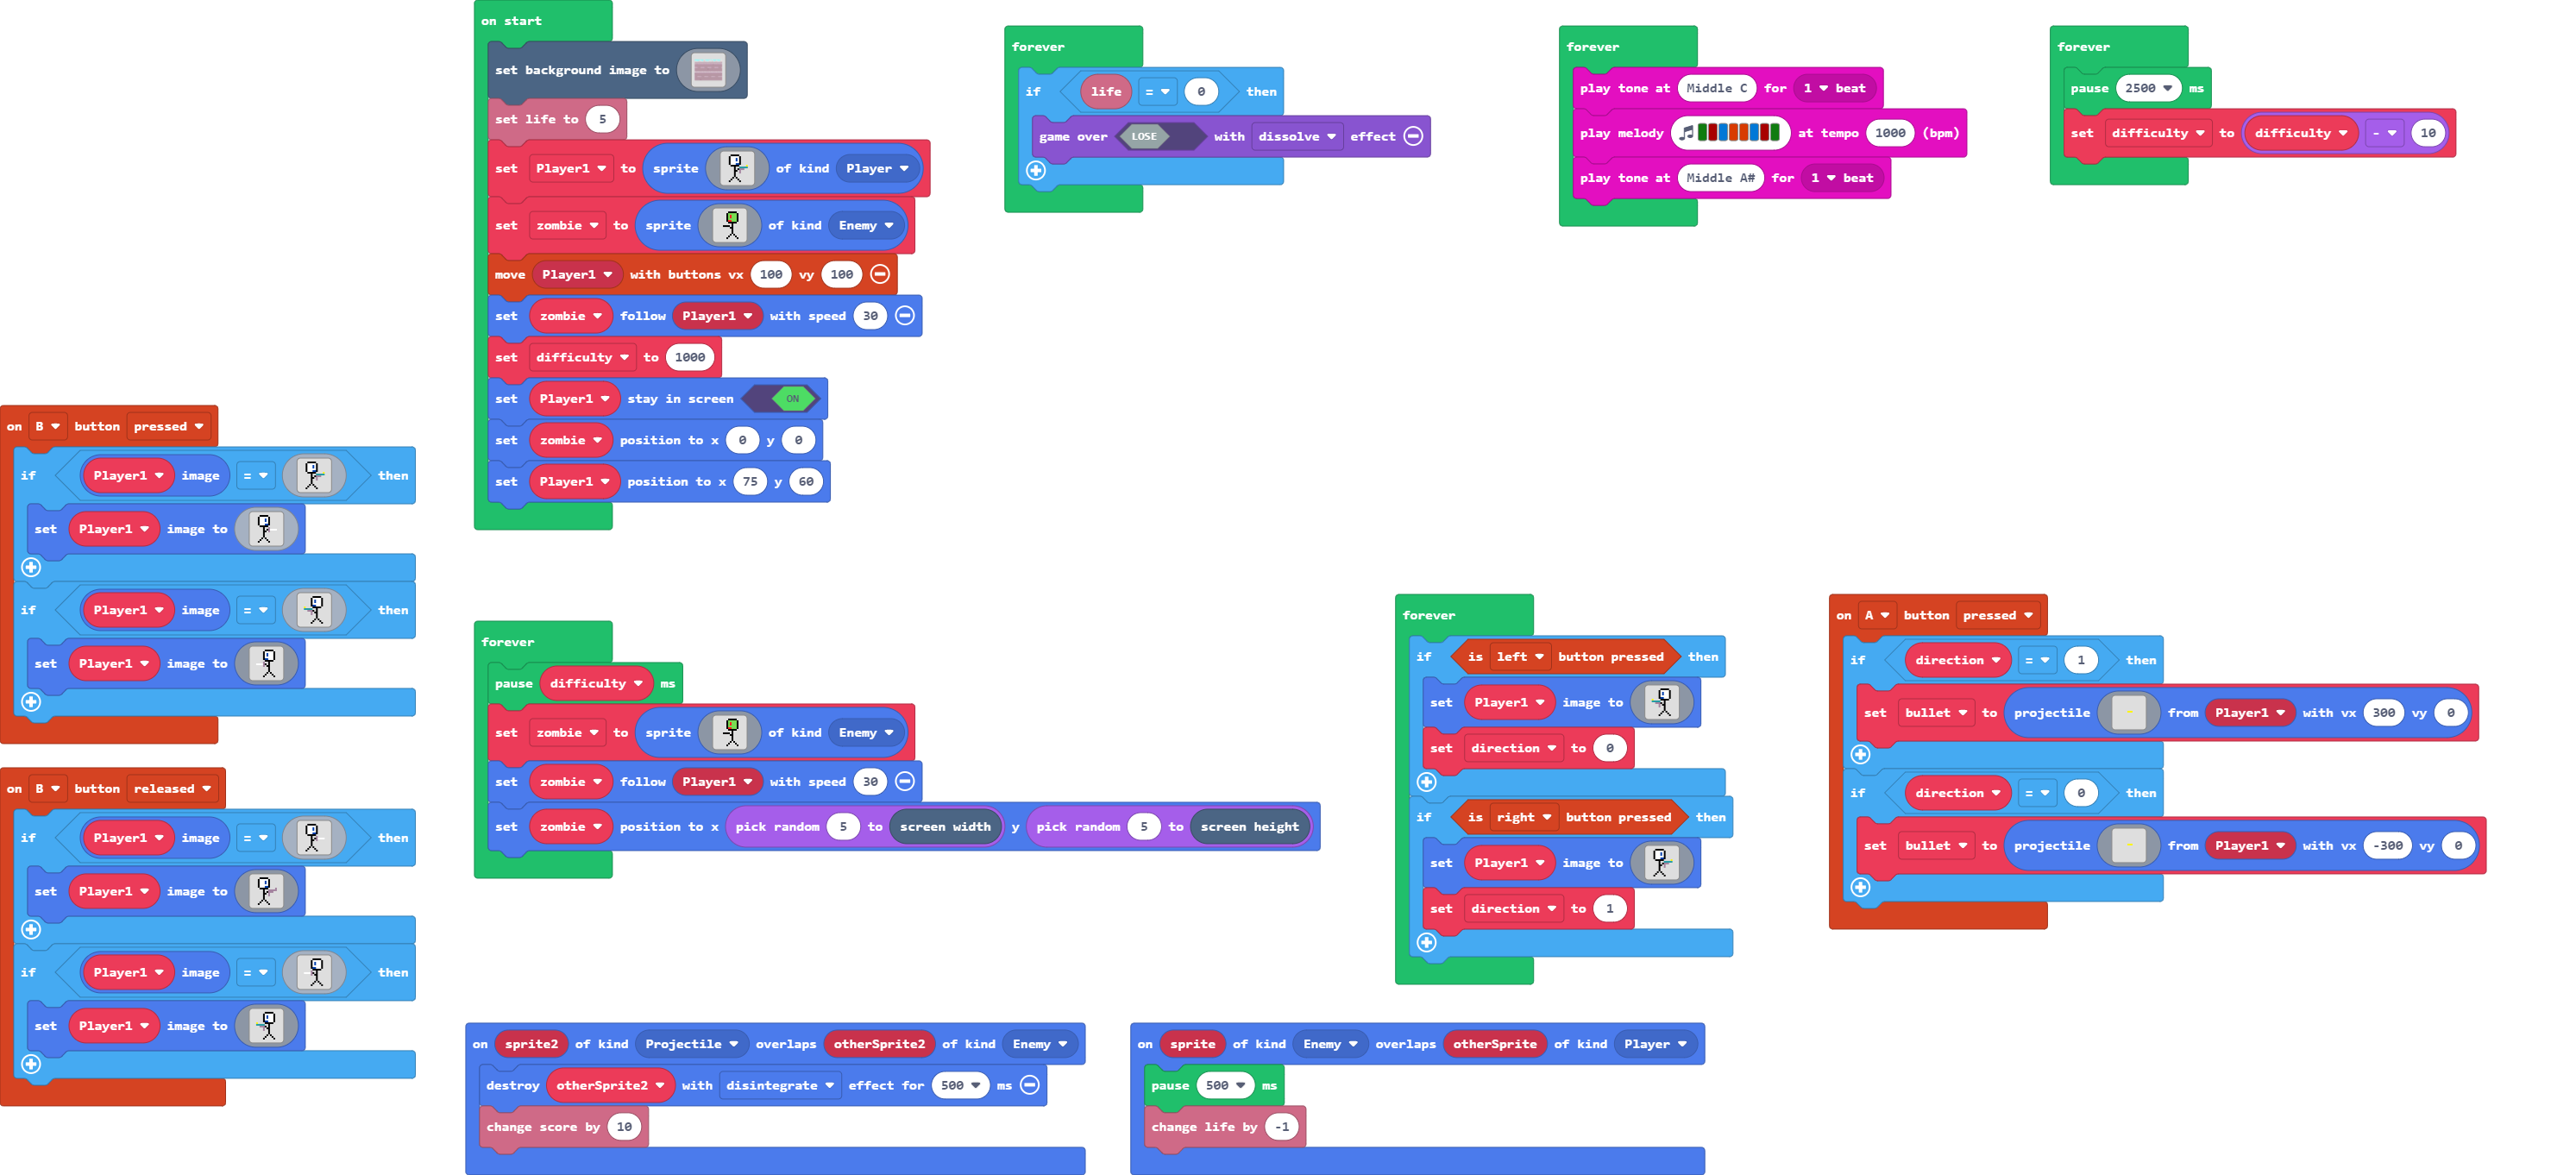 on start
set background image to
set life to 5
set Player1 to sprite of kind Player
set zombie to sprite of kind Enemy
move Player1 with buttons vx 100 vy 100
set zombie follow Player1 with speed 30
set difficulty to 1000
set Player1 stay in screen ON
set zombie position to x 0 y 0
set Player1 position to x 75 y 60
forever
if life = 0 then
game over LOSE with dissolve effect
forever
play tone at Middle C for 1 beat
play melody at tempo 1000 (bpm)
play tone at Middle A# for 1 beat
forever
pause 2500 ms
set difficulty to difficulty - 10
on B button pressed
if Player1 image = then
set Player1 image to
if Player1 image = then
set Player1 image to
on B button released
if Player1 image = then
set Player1 image to
if Player1 image = then
set Player1 image to
forever
pause difficulty ms
set zombie to sprite of kind Enemy
set zombie follow Player1 with speed 30
set zombie position to x pick random 5 to screen width y pick random 5 to screen height
forever
if is left button pressed then
set Player1 image to
set direction to 0
if is right button pressed then
set Player1 image to
set direction to 1
on A button pressed
if direction = 1 then
set bullet to projectile from Player1 with vx 300 vy 0
if direction = 0 then
set bullet to projectile from Player1 with vx -300 vy 0
on sprite2 of kind Projectile overlaps otherSprite2 of kind Enemy
destroy otherSprite2 with disintegrate effect for 500 ms
change score by 10
on sprite of kind Enemy overlaps otherSprite of kind Player
pause 500 ms
change life by -1